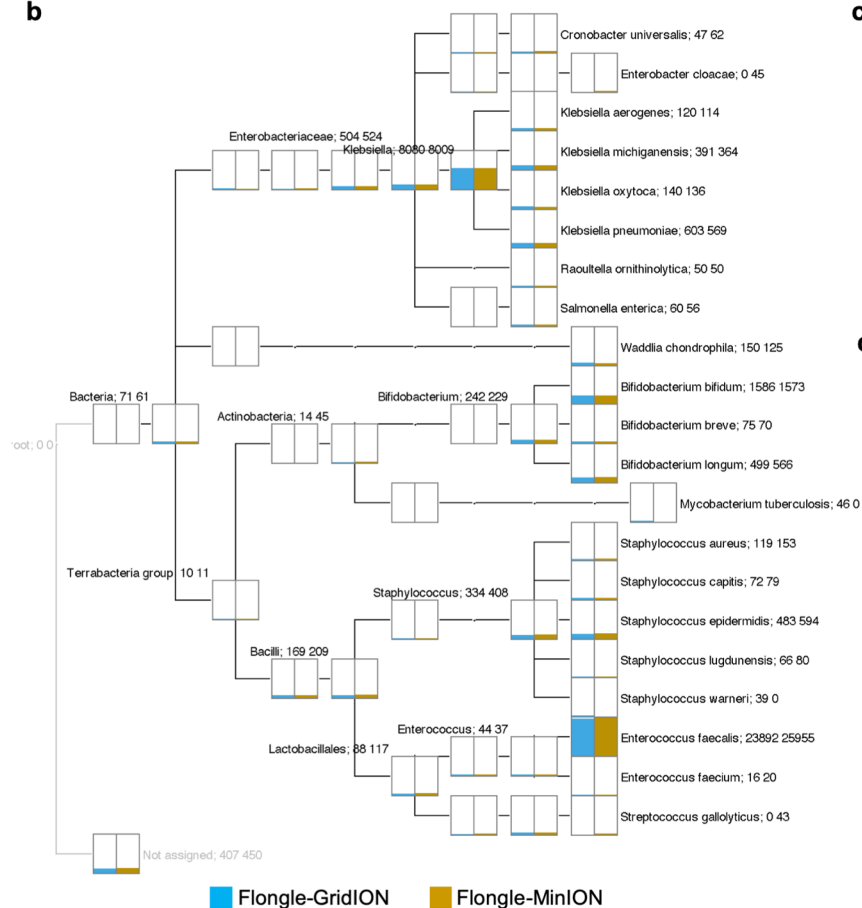 b
c
Cronobacter universalis; 47 62
Enterobacter cloacae; 0 45
Klebsiella aerogenes; 120 114
Enterobacteriaceae; 504 524
Klebsiella; 8080 8009
Klebsiella michiganensis; 391 364
Klebsiella oxytoca; 140 136
Klebsiella pneumoniae; 603 569
Raoultella ornithinolytica; 50 50
Salmonella enterica; 60 56
Waddlia chondrophila; 150 125
Bifidobacterium bifidum; 1586 1573
Bacteria; 71 61
Bifidobacterium; 242 229
Actinobacteria; 14 45
Bifidobacterium breve; 75 70
oot; 0 0
Bifidobacterium longum; 499 566
Mycobacterium tuberculosis; 46 0
Staphylococcus aureus; 119 153
Terrabacteria group 10 11
Staphylococcus capitis; 72 79
Staphylococcus; 334 408
Staphylococcus epidermidis; 483 594
Bacilli; 169 209
Staphylococcus lugdunensis; 66 80
Staphylococcus warneri; 39 0
Enterococcus; 44 37
Enterococcus faecalis; 23892 25955
Lactobacillales; 88 117
Enterococcus faecium; 16 20
Streptococcus gallolyticus; 0 43
Not assigned; 407 450
Flongle-GridION
Flongle-MinION